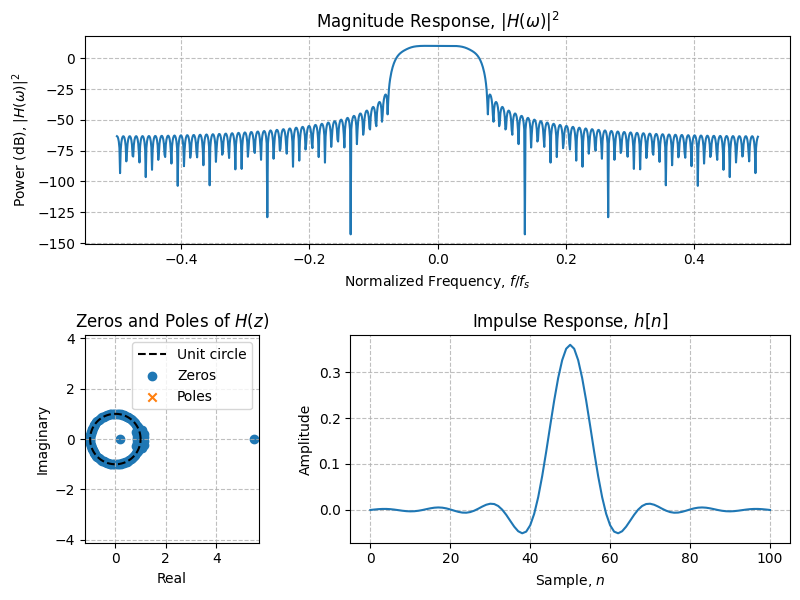 Magnitude Response, |H(ω)|²
Power (dB), |H(ω)|²
0
−25
−50
−75
−100
−125
−150
−0.4
−0.2
0.0
0.2
0.4
Normalized Frequency, f/fₛ
Zeros and Poles of H(z)
Imaginary
4
2
0
−2
−4
Unit circle
Zeros
Poles
0
2
4
Real
Impulse Response, h[n]
Amplitude
0.3
0.2
0.1
0.0
0
20
40
60
80
100
Sample, n